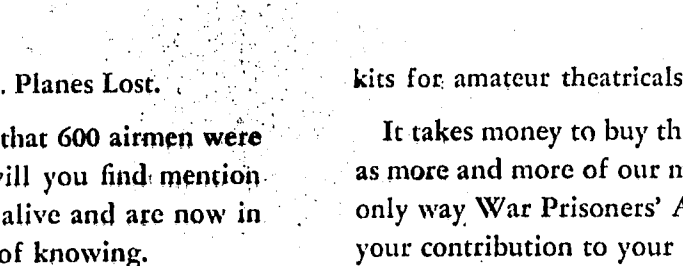 . Planes Lost.
that 600 airmen were
will you find mention
alive and are now in
of knowing.
kits for amateur theatricals
It takes money to buy th
as more and more of our m
only way War Prisoners' A
your contribution to your